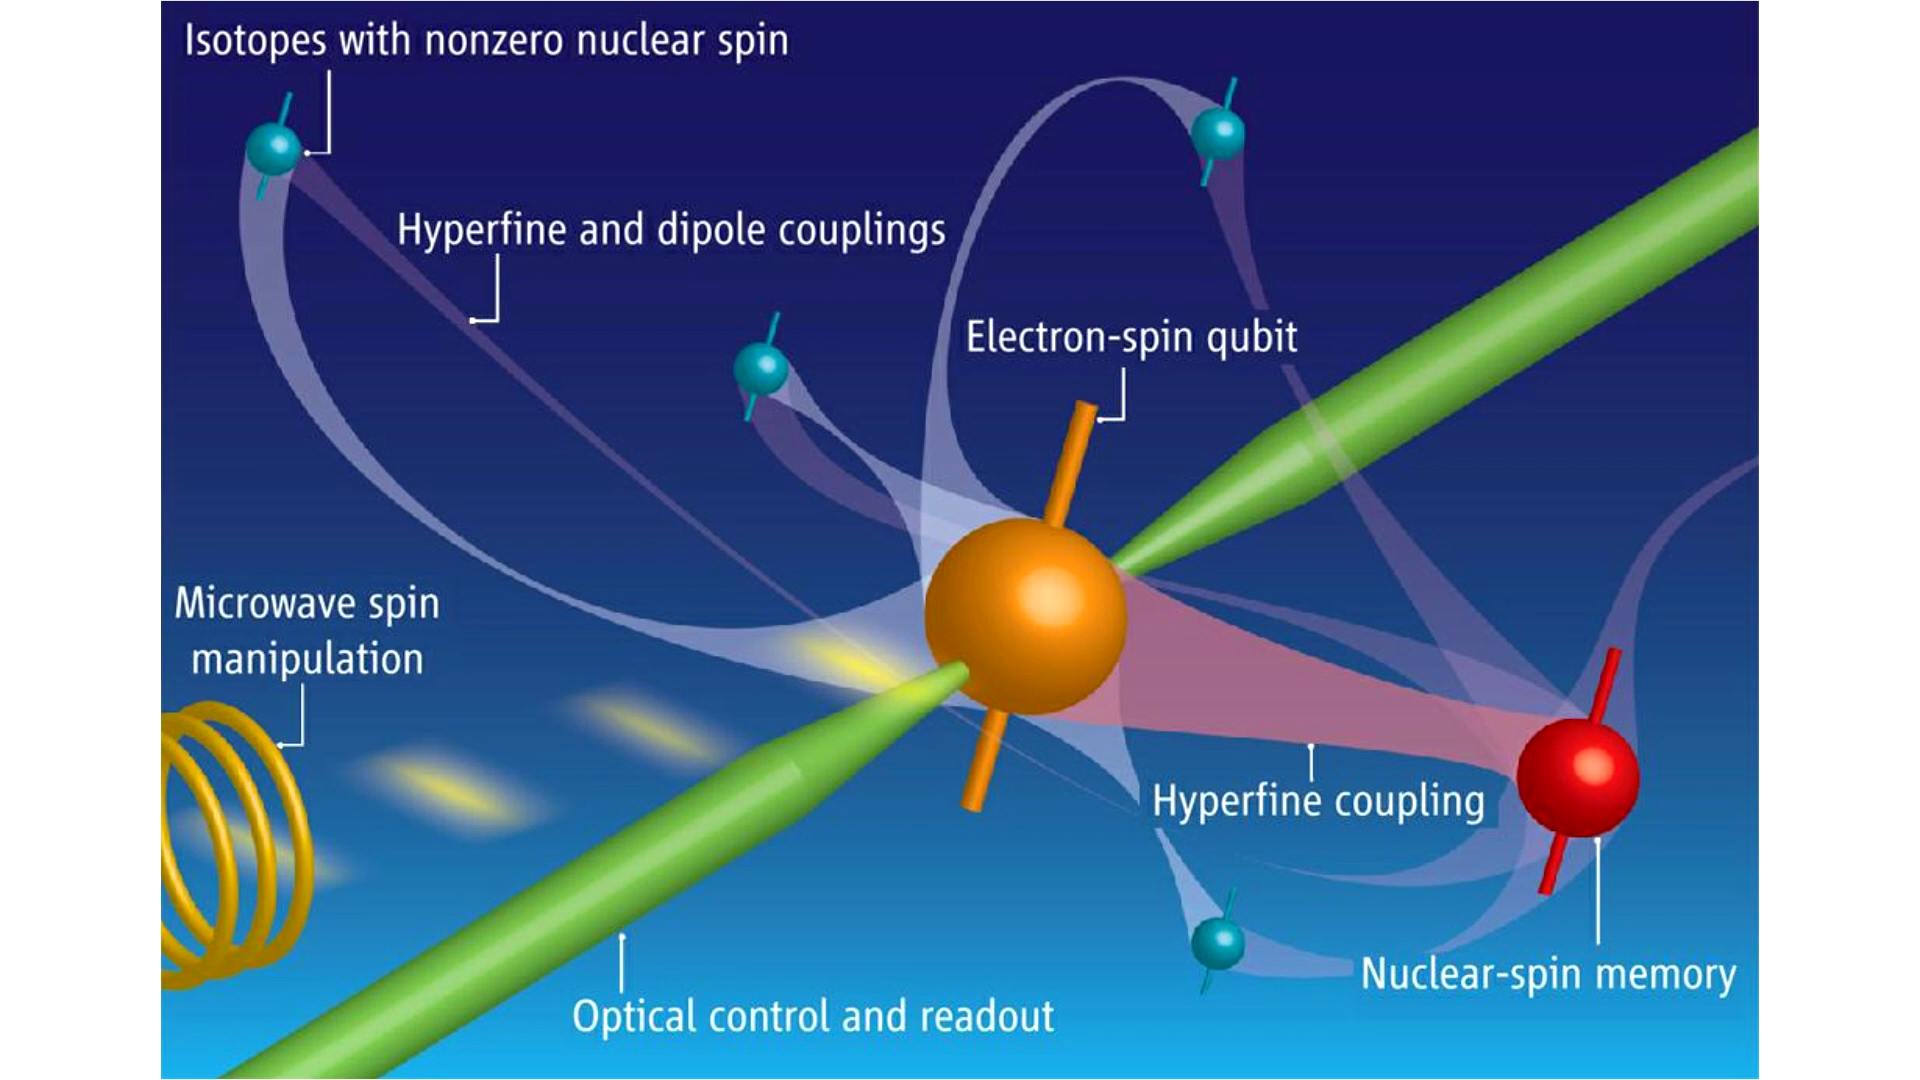 Isotopes with nonzero nuclear spin
Hyperfine and dipole couplings
Electron-spin qubit
Microwave spin
manipulation
Hyperfine coupling
Nuclear-spin memory
Optical control and readout